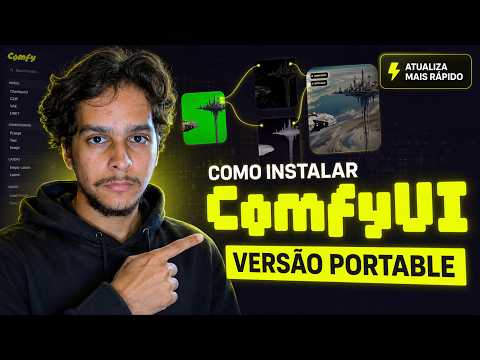 Comfy
ATUALIZA
MAIS RÁPIDO
COMO INSTALAR
ComfyUI
VERSÃO PORTABLE